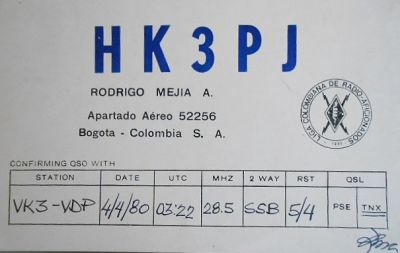 HK3PJ
RODRIGO MEJIA A.
Apartado Aéreo 52256
Bogota - Colombia S. A.
LIGA COLOMBIANA DE RADIO-AFICIONADOS
CONFIRMING QSO WITH
STATION DATE UTC MHZ 2 WAY RST QSL
VK3-VDP 4/4/80 03:22 28.5 SSB 5/4 PSE TNX